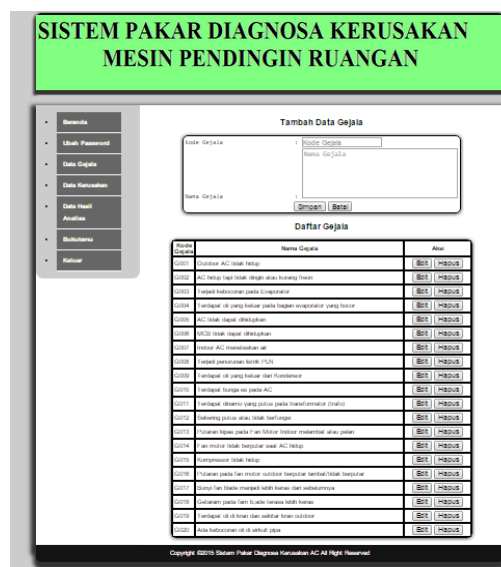 SISTEM PAKAR DIAGNOSA KERUSAKAN
MESIN PENDINGIN RUANGAN
Beranda
Ubah Password
Data Gejala
Data Kerusakan
Data Hasil
Analisa
Bukutamu
Keluar
Tambah Data Gejala
Kode Gejala : Kode Gejala
Nama Gejala
Nama Gejala :
Simpan Batal
Daftar Gejala
Kode Gejala Nama Gejala Aksi
G001 Outdoor AC tidak hidup Edit Hapus
G002 AC hidup tapi tidak dingin atau kurang freon Edit Hapus
G003 Terjadi kebocoran pada Evaporator Edit Hapus
G004 Terdapat oli yang keluar pada bagian evaporator yang bocor Edit Hapus
G005 AC tidak dapat dihidupkan Edit Hapus
G006 MCB tidak dapat dihidupkan Edit Hapus
G007 Indoor AC meneteskan air Edit Hapus
G008 Terjadi penurunan listrik PLN Edit Hapus
G009 Terdapat oli yang keluar dari Kondensor Edit Hapus
G010 Terdapat bunga es pada AC Edit Hapus
G011 Terdapat dinamo yang putus pada transformator (trafo) Edit Hapus
G012 Sekering putus atau tidak berfungsi Edit Hapus
G013 Putaran kipas pada Fan Motor Indoor melambat atau pelan Edit Hapus
G014 Fan motor tidak berputar saat AC hidup Edit Hapus
G015 Kompressor tidak hidup Edit Hapus
G016 Putaran pada fan motor outdoor berputar lambat/tidak berputar Edit Hapus
G017 Bunyi fan blade menjadi lebih keras dari sebelumnya Edit Hapus
G018 Getaran pada fam blade terasa lebih keras Edit Hapus
G019 Terdapat oli di kran dan sekitar kran outdoor Edit Hapus
G020 Ada kebocoran oli di sirkuit pipa Edit Hapus
Copyright ©2015 Sistem Pakar Diagnosa Kerusakan AC All Right Reserved